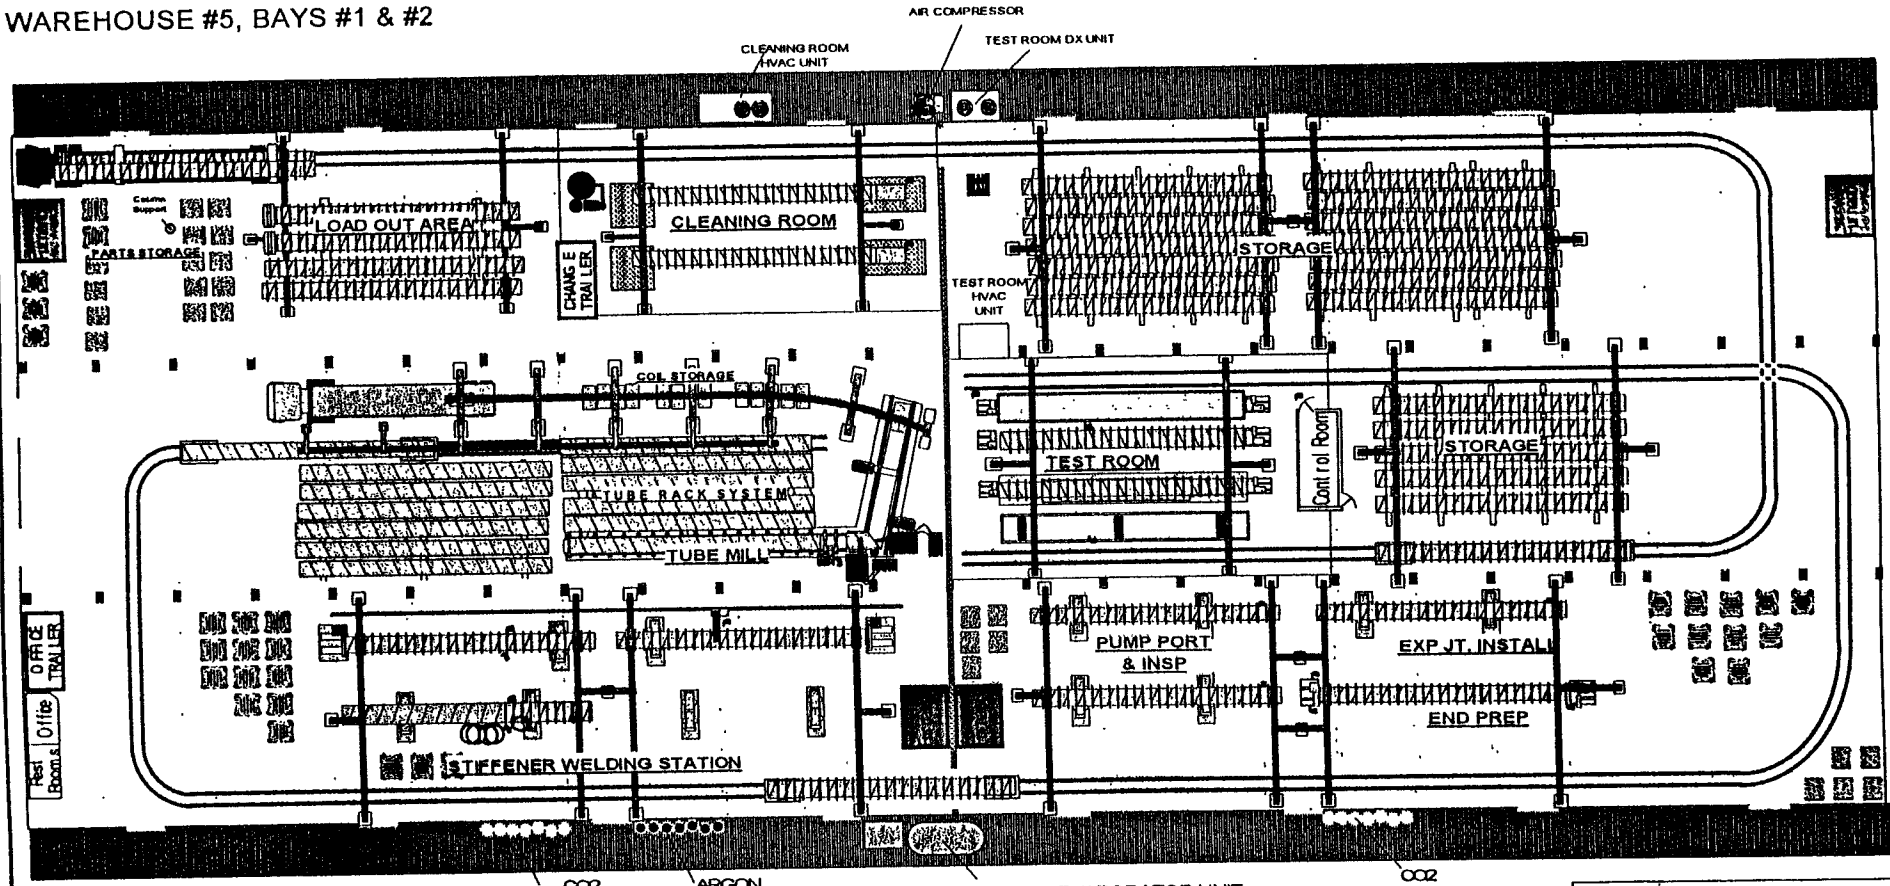 WAREHOUSE #5, BAYS #1 & #2
AIR COMPRESSOR
CLEANING ROOM
HVAC UNIT
TEST ROOM DX UNIT
LOAD OUT AREA
CLEANING ROOM
PARTS STORAGE
CHANGE
TRAILER
STORAGE
TEST ROOM
HVAC
UNIT
COIL STORAGE
TUBE RACK SYSTEM
TUBE MILL
TEST ROOM
Control Room
STORAGE
OFFICE
TRAILER
Office
Rest
Rooms
STIFFENER WELDING STATION
PUMP PORT
& INSP
EXP JT. INSTALL
END PREP
CO2
ARGON
UNIT
CO2